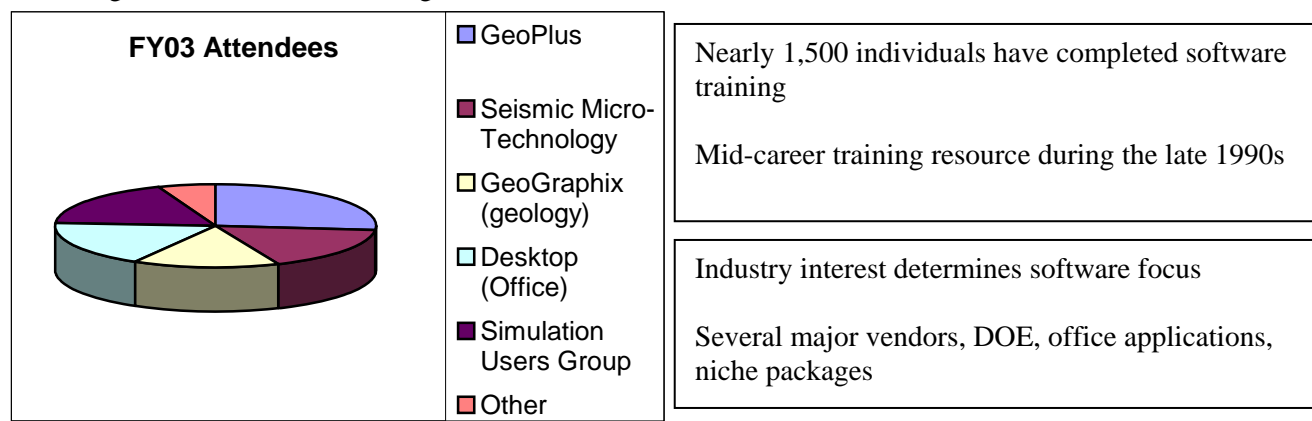 FY03 Attendees
GeoPlus
Seismic Micro-
Technology
GeoGraphix
(geology)
Desktop
(Office)
Simulation
Users Group
Other
Nearly 1,500 individuals have completed software
training
Mid-career training resource during the late 1990s
Industry interest determines software focus
Several major vendors, DOE, office applications,
niche packages